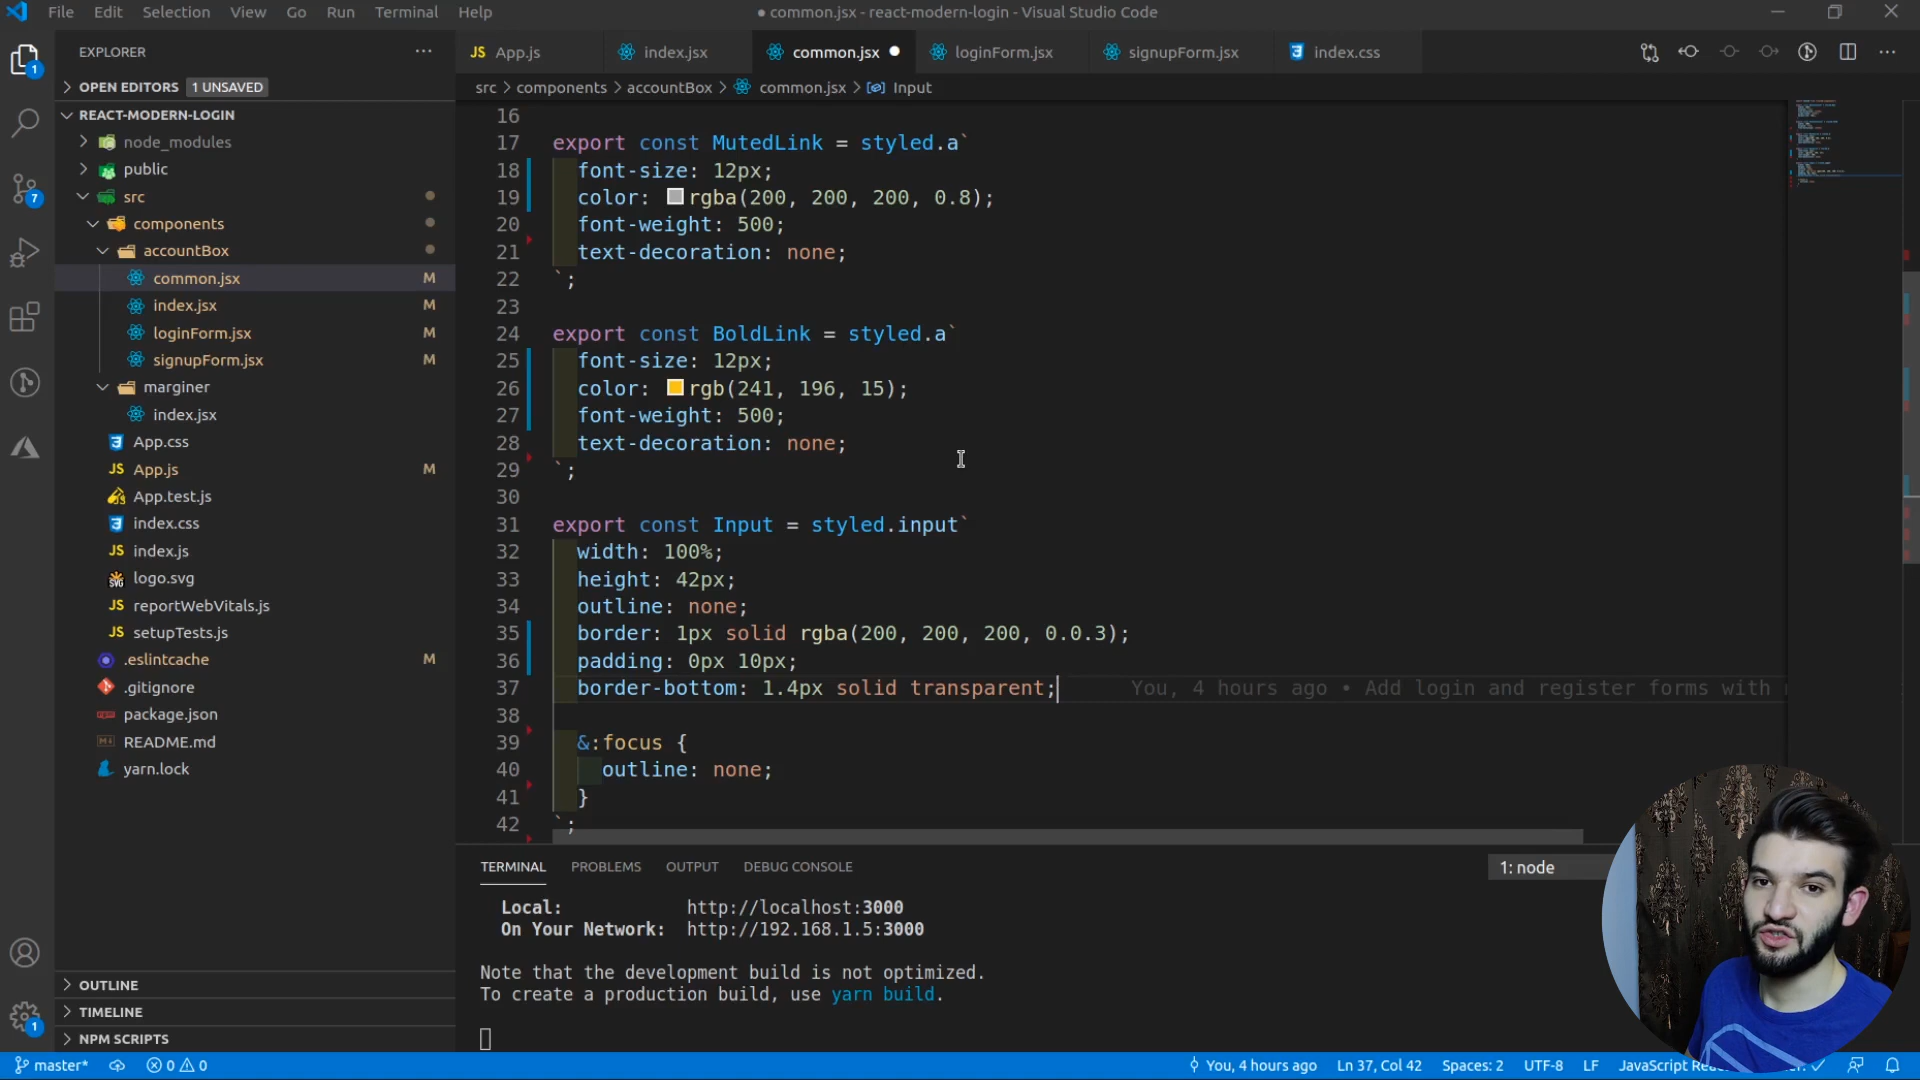 File Edit Selection View Go Run Terminal Help
● common.jsx - react-modern-login - Visual Studio Code
EXPLORER
OPEN EDITORS 1 UNSAVED
REACT-MODERN-LOGIN
node_modules
public
src
components
accountBox
common.jsx M
index.jsx M
loginForm.jsx M
signupForm.jsx M
marginer
index.jsx
App.css
App.js M
App.test.js
index.css
index.js
logo.svg
reportWebVitals.js
setupTests.js
.eslintcache M
.gitignore
package.json
README.md
yarn.lock
OUTLINE
TIMELINE
NPM SCRIPTS
1
7
1
App.js index.jsx common.jsx loginForm.jsx signupForm.jsx index.css
src > components > accountBox > common.jsx > Input
16
17 export const MutedLink = styled.a`
18 font-size: 12px;
19 color: rgba(200, 200, 200, 0.8);
20 font-weight: 500;
21 text-decoration: none;
22 `;
23
24 export const BoldLink = styled.a`
25 font-size: 12px;
26 color: rgb(241, 196, 15);
27 font-weight: 500;
28 text-decoration: none;
29 `;
30
31 export const Input = styled.input`
32 width: 100%;
33 height: 42px;
34 outline: none;
35 border: 1px solid rgba(200, 200, 200, 0.0.3);
36 padding: 0px 10px;
37 border-bottom: 1.4px solid transparent; You, 4 hours ago • Add login and register forms with
38
39 &:focus {
40 outline: none;
41 }
42 `;
TERMINAL PROBLEMS OUTPUT DEBUG CONSOLE 1: node
Local: http://localhost:3000
On Your Network: http://192.168.1.5:3000
Note that the development build is not optimized.
To create a production build, use yarn build.
master* 0 0 You, 4 hours ago Ln 37, Col 42 Spaces: 2 UTF-8 LF JavaScript